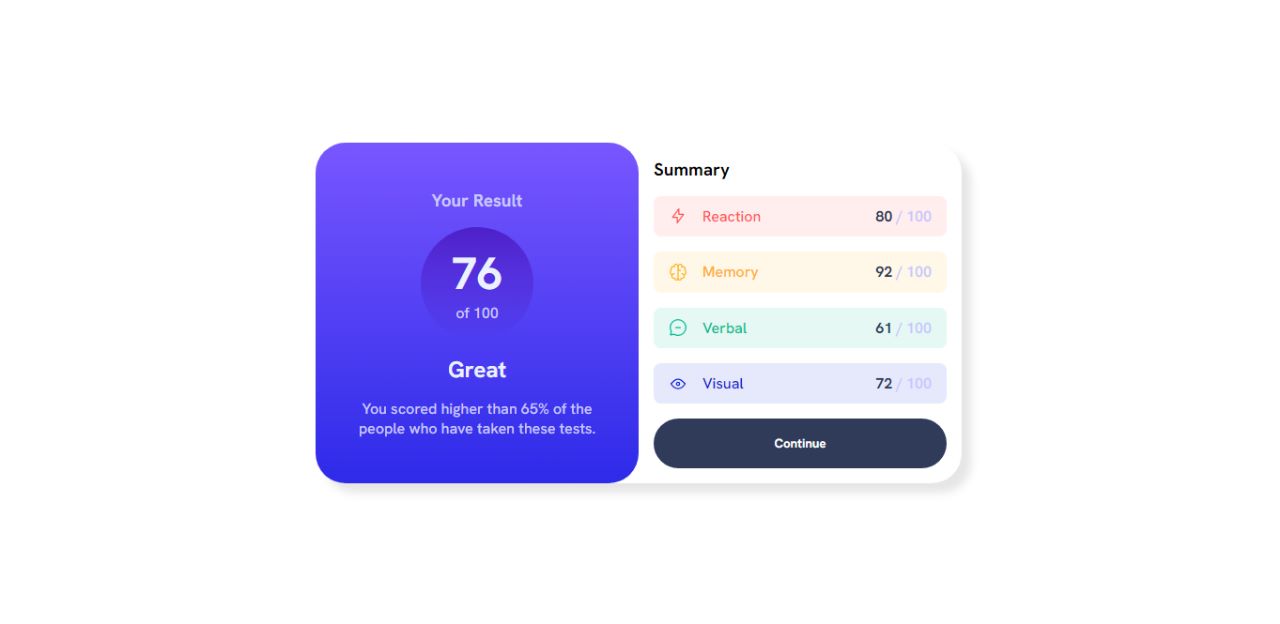 Your Result
76
of 100
Great
You scored higher than 65% of the
people who have taken these tests.
Summary
Reaction 80 / 100
Memory 92 / 100
Verbal 61 / 100
Visual 72 / 100
Continue